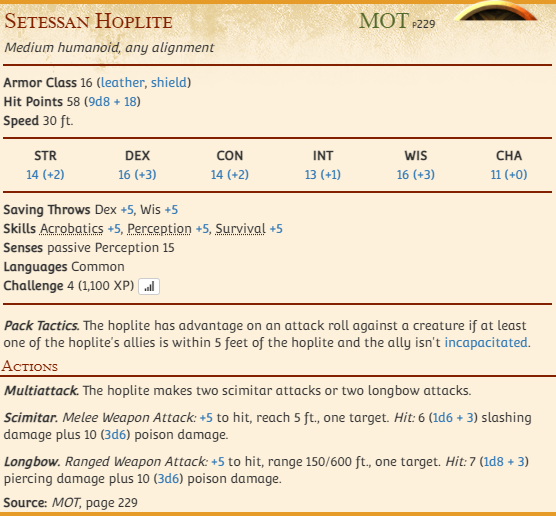 Setessan Hoplite MOT p229
Medium humanoid, any alignment
Armor Class 16 (leather, shield)
Hit Points 58 (9d8 + 18)
Speed 30 ft.
STR DEX CON INT WIS CHA
14 (+2) 16 (+3) 14 (+2) 13 (+1) 16 (+3) 11 (+0)
Saving Throws Dex +5, Wis +5
Skills Acrobatics +5, Perception +5, Survival +5
Senses passive Perception 15
Languages Common
Challenge 4 (1,100 XP)
Pack Tactics. The hoplite has advantage on an attack roll against a creature if at least
one of the hoplite's allies is within 5 feet of the hoplite and the ally isn't incapacitated.
Actions
Multiattack. The hoplite makes two scimitar attacks or two longbow attacks.
Scimitar. Melee Weapon Attack: +5 to hit, reach 5 ft., one target. Hit: 6 (1d6 + 3) slashing
damage plus 10 (3d6) poison damage.
Longbow. Ranged Weapon Attack: +5 to hit, range 150/600 ft., one target. Hit: 7 (1d8 + 3)
piercing damage plus 10 (3d6) poison damage.
Source: MOT, page 229